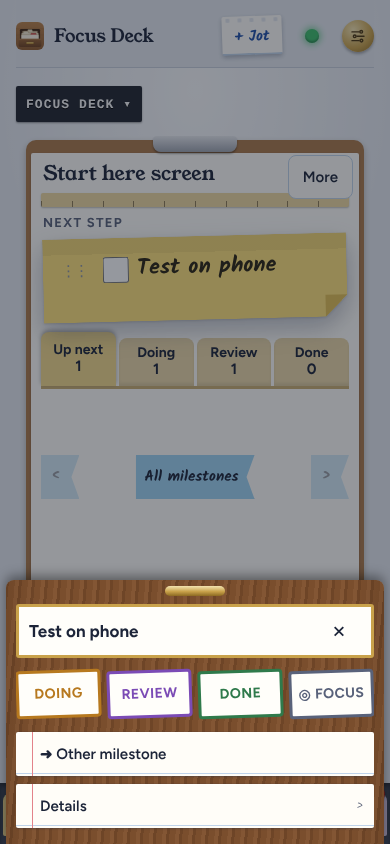 Focus Deck
+ Jot
FOCUS DECK ▾
Start here screen
More
NEXT STEP
Test on phone
Up next
1
Doing
1
Review
1
Done
0
<
All milestones
>
Test on phone
×
DOING
REVIEW
DONE
◎ FOCUS
➜ Other milestone
Details
>